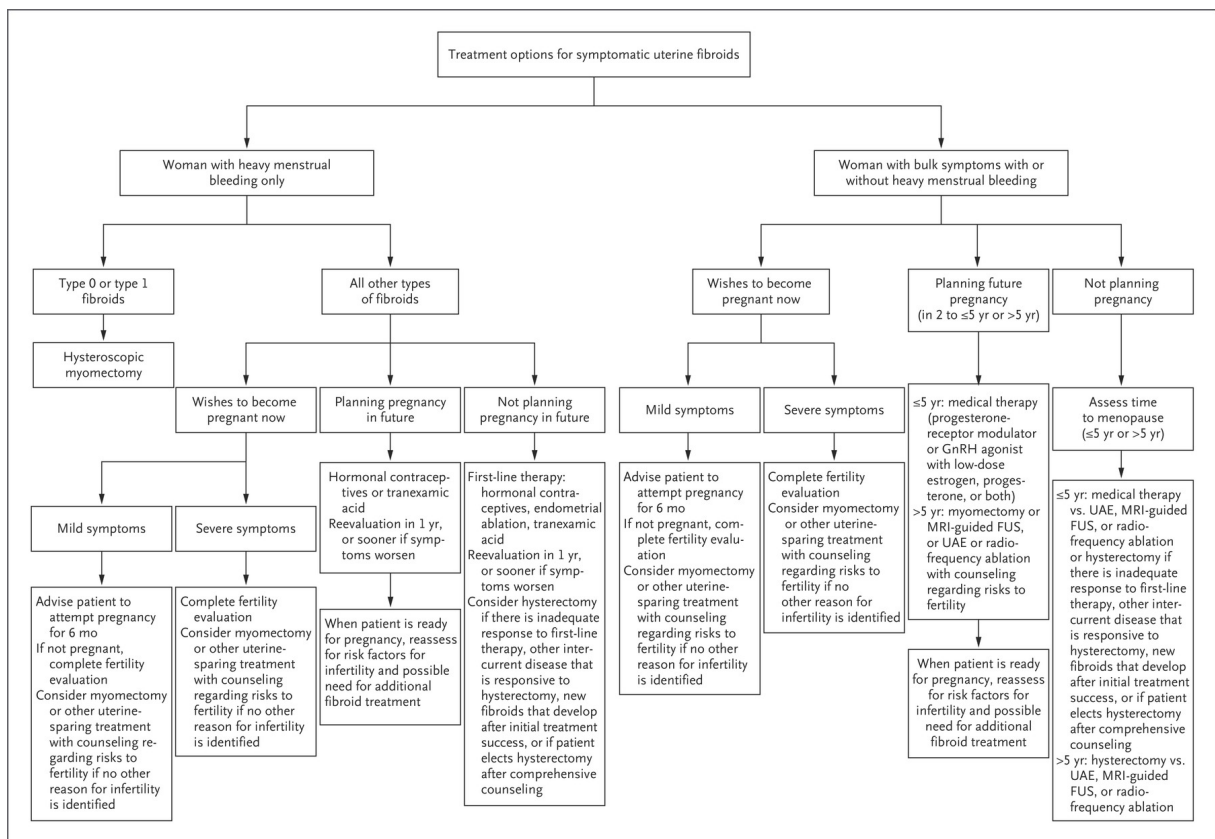 Treatment options for symptomatic uterine fibroids
Woman with heavy menstrual
bleeding only
Woman with bulk symptoms with or
without heavy menstrual bleeding
Type 0 or type 1
fibroids
All other types
of fibroids
Wishes to become
pregnant now
Planning future
pregnancy
(in 2 to ≤5 yr or >5 yr)
Not planning
pregnancy
Hysteroscopic
myomectomy
Wishes to become
pregnant now
Planning pregnancy
in future
Not planning
pregnancy in future
Mild symptoms
Severe symptoms
≤5 yr: medical therapy
(progesterone-
receptor modulator
or GnRH agonist
with low-dose
estrogen, proges-
terone, or both)
>5 yr: myomectomy or
MRI-guided FUS,
or UAE or radio-
frequency ablation
with counseling
regarding risks to
fertility
Assess time
to menopause
(≤5 yr or >5 yr)
Mild symptoms
Severe symptoms
Hormonal contracep-
tives or tranexamic
acid
Reevaluation in 1 yr,
or sooner if symp-
toms worsen
First-line therapy:
hormonal contra-
ceptives, endometrial
ablation, tranexamic
acid
Reevaluation in 1 yr,
or sooner if symp-
toms worsen
Consider hysterectomy
if there is inadequate
response to first-line
therapy, other inter-
current disease that
is responsive to
hysterectomy, new
fibroids that develop
after initial treatment
success, or if patient
elects hysterectomy
after comprehensive
counseling
Advise patient to
attempt pregnancy
for 6 mo
If not pregnant, com-
plete fertility evalu-
ation
Consider myomectomy
or other uterine-
sparing treatment
with counseling
regarding risks to
fertility if no other
reason for infertility
is identified
Complete fertility
evaluation
Consider myomectomy
or other uterine-
sparing treatment
with counseling
regarding risks to
fertility if no
other reason for
infertility is identified
≤5 yr: medical therapy
vs. UAE, MRI-guided
FUS, or radio-
frequency ablation
or hysterectomy if
there is inadequate
response to first-line
therapy, other inter-
current disease that
is responsive to
hysterectomy, new
fibroids that develop
after initial treatment
success, or if patient
elects hysterectomy
after comprehensive
counseling
>5 yr: hysterectomy vs.
UAE, MRI-guided
FUS, or radio-
frequency ablation
Advise patient to
attempt pregnancy
for 6 mo
If not pregnant,
complete fertility
evaluation
Consider myomectomy
or other uterine-
sparing treatment
with counseling re-
garding risks to
fertility if no other
reason for infertility
is identified
Complete fertility
evaluation
Consider myomectomy
or other uterine-
sparing treatment
with counseling
regarding risks to
fertility if no other
reason for infertility
is identified
When patient is ready
for pregnancy, reassess
for risk factors for
infertility and possible
need for additional
fibroid treatment
When patient is ready
for pregnancy, reassess
for risk factors for
infertility and possible
need for additional
fibroid treatment